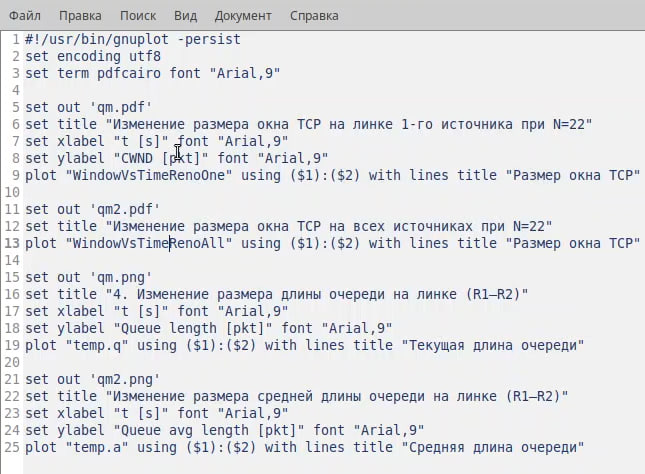 Файл Правка Поиск Вид Документ Справка
1 #!/usr/bin/gnuplot -persist
2 set encoding utf8
3 set term pdfcairo font "Arial,9"
4
5 set out 'qm.pdf'
6 set title "Изменение размера окна TCP на линке 1-го источника при N=22"
7 set xlabel "t [s]" font "Arial,9"
8 set ylabel "CWND [pkt]" font "Arial,9"
9 plot "WindowVsTimeRenoOne" using ($1):($2) with lines title "Размер окна TCP"
10
11 set out 'qm2.pdf'
12 set title "Изменение размера окна TCP на всех источниках при N=22"
13 plot "WindowVsTimeRenoAll" using ($1):($2) with lines title "Размер окна TCP"
14
15 set out 'qm.png'
16 set title "4. Изменение размера длины очереди на линке (R1–R2)"
17 set xlabel "t [s]" font "Arial,9"
18 set ylabel "Queue length [pkt]" font "Arial,9"
19 plot "temp.q" using ($1):($2) with lines title "Текущая длина очереди"
20
21 set out 'qm2.png'
22 set title "Изменение размера средней длины очереди на линке (R1–R2)"
23 set xlabel "t [s]" font "Arial,9"
24 set ylabel "Queue avg length [pkt]" font "Arial,9"
25 plot "temp.a" using ($1):($2) with lines title "Средняя длина очереди"